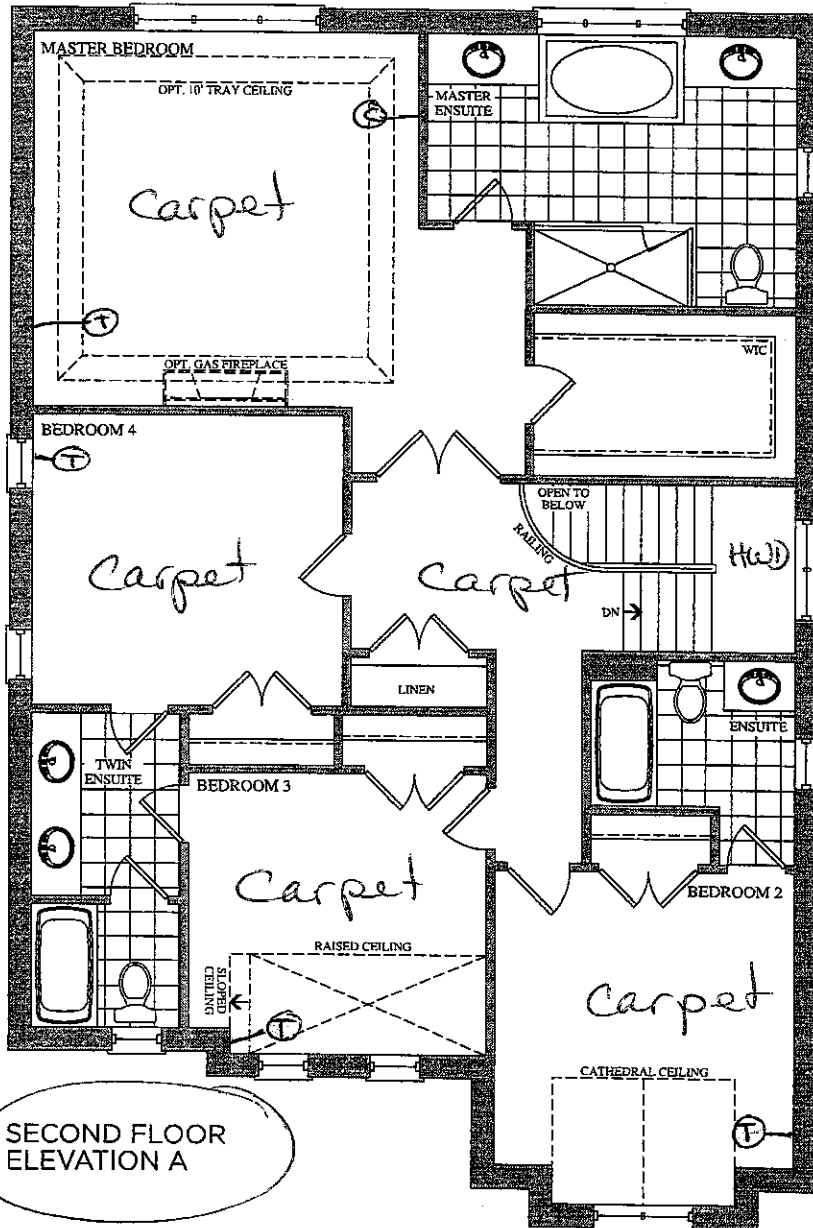 MASTER BEDROOM
OPT. 10' TRAY CEILING
C
MASTER
ENSUITE
Carpet
T
OPT. GAS FIREPLACE
WIC
BEDROOM 4
T
OPEN TO
BELOW
RAILING
HWD
Carpet
Carpet
DN
LINEN
TWIN
ENSUITE
ENSUITE
BEDROOM 3
BEDROOM 2
Carpet
RAISED CEILING
SLOPED
CEILING
T
Carpet
CATHEDRAL CEILING
T
SECOND FLOOR
ELEVATION A